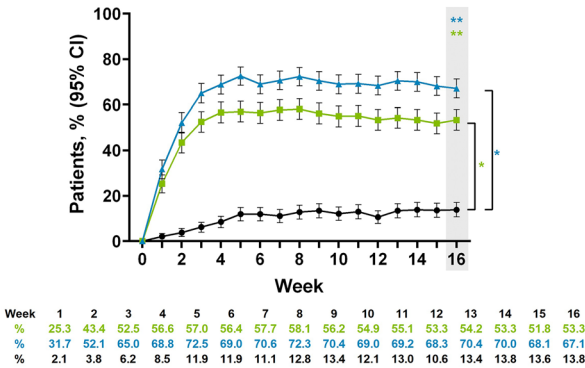 100
80
60
40
20
0
Patients, % (95% CI)
**
**
*
*
0 2 4 6 8 10 12 14 16
Week
Week 1 2 3 4 5 6 7 8 9 10 11 12 13 14 15 16
% 25.3 43.4 52.5 56.6 57.0 56.4 57.7 58.1 56.2 54.9 55.1 53.3 54.2 53.3 51.8 53.3
% 31.7 52.1 65.0 68.8 72.5 69.0 70.6 72.3 70.4 69.0 69.2 68.3 70.4 70.0 68.1 67.1
% 2.1 3.8 6.2 8.5 11.9 11.9 11.1 12.8 13.4 12.1 13.0 10.6 13.4 13.8 13.6 13.8